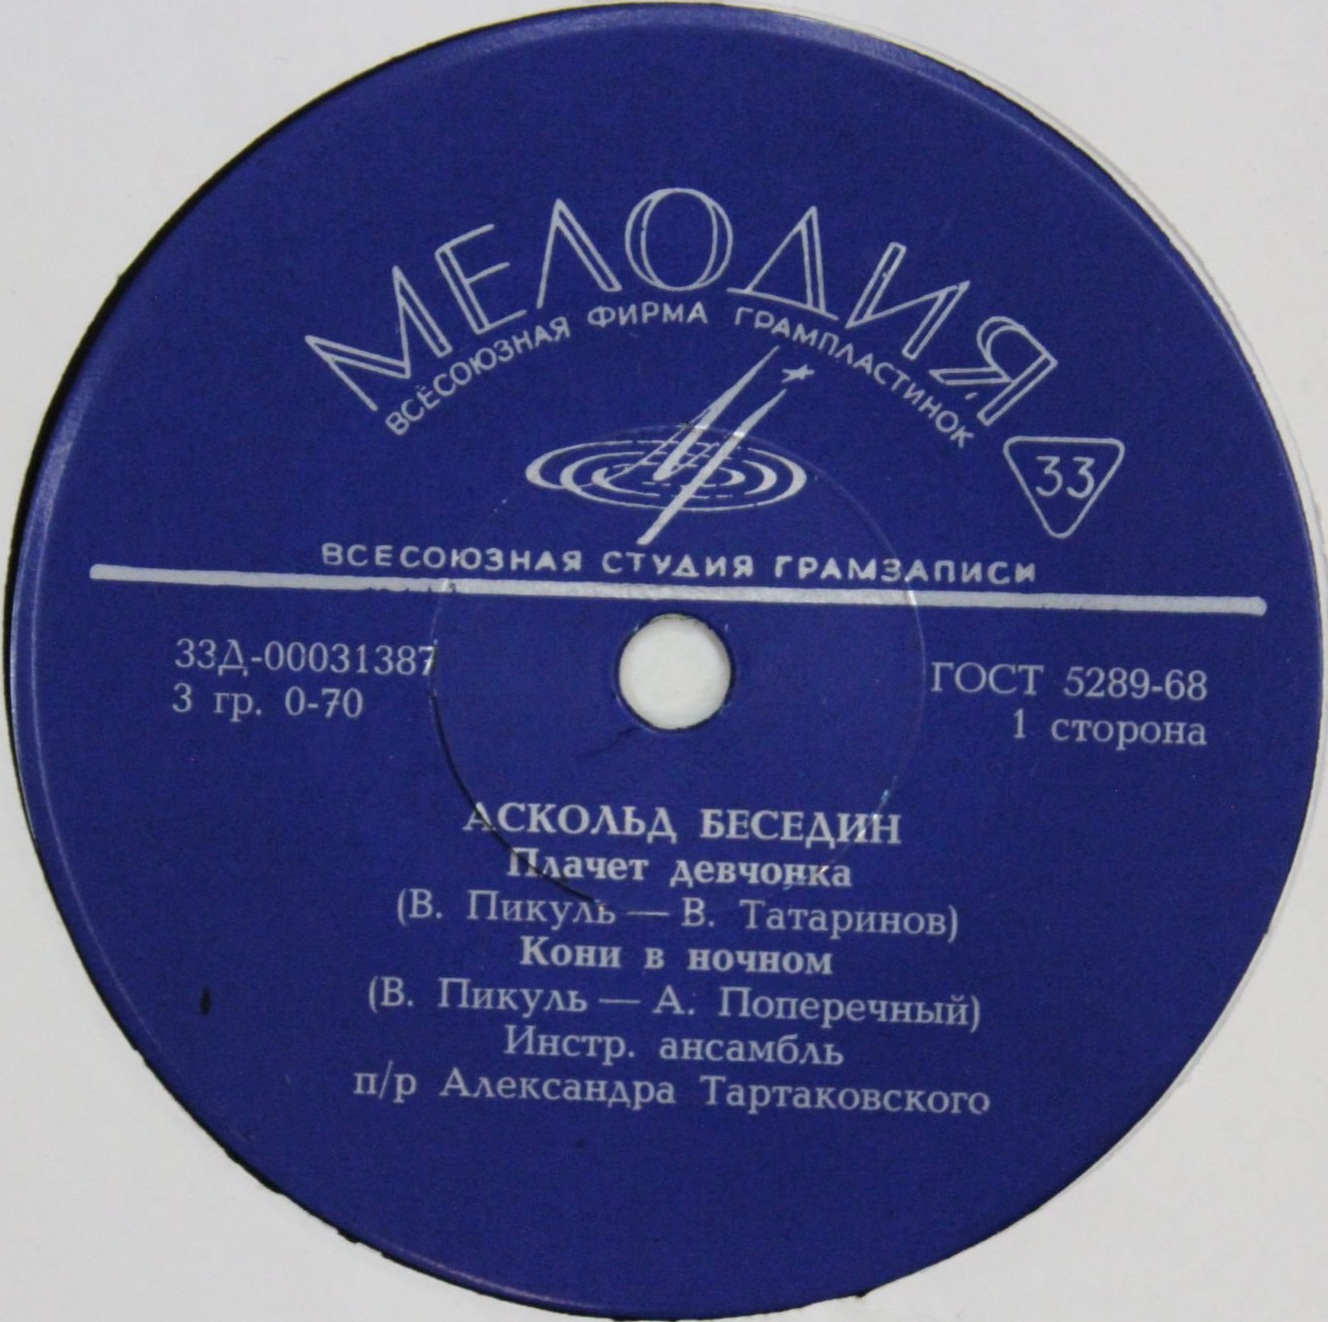 МЕЛОДИЯ
ВСЕСОЮЗНАЯ ФИРМА ГРАМПЛАСТИНОК
33
ВСЕСОЮЗНАЯ СТУДИЯ ГРАМЗАПИСИ
33Д-00031387
3 гр. 0-70
ГОСТ 5289-68
1 сторона
АСКОЛЬД БЕСЕДИН
Плачет девчонка
(В. Пикуль — В. Татаринов)
Кони в ночном
(В. Пикуль — А. Поперечный)
Инстр. ансамбль
п/р Александра Тартаковского